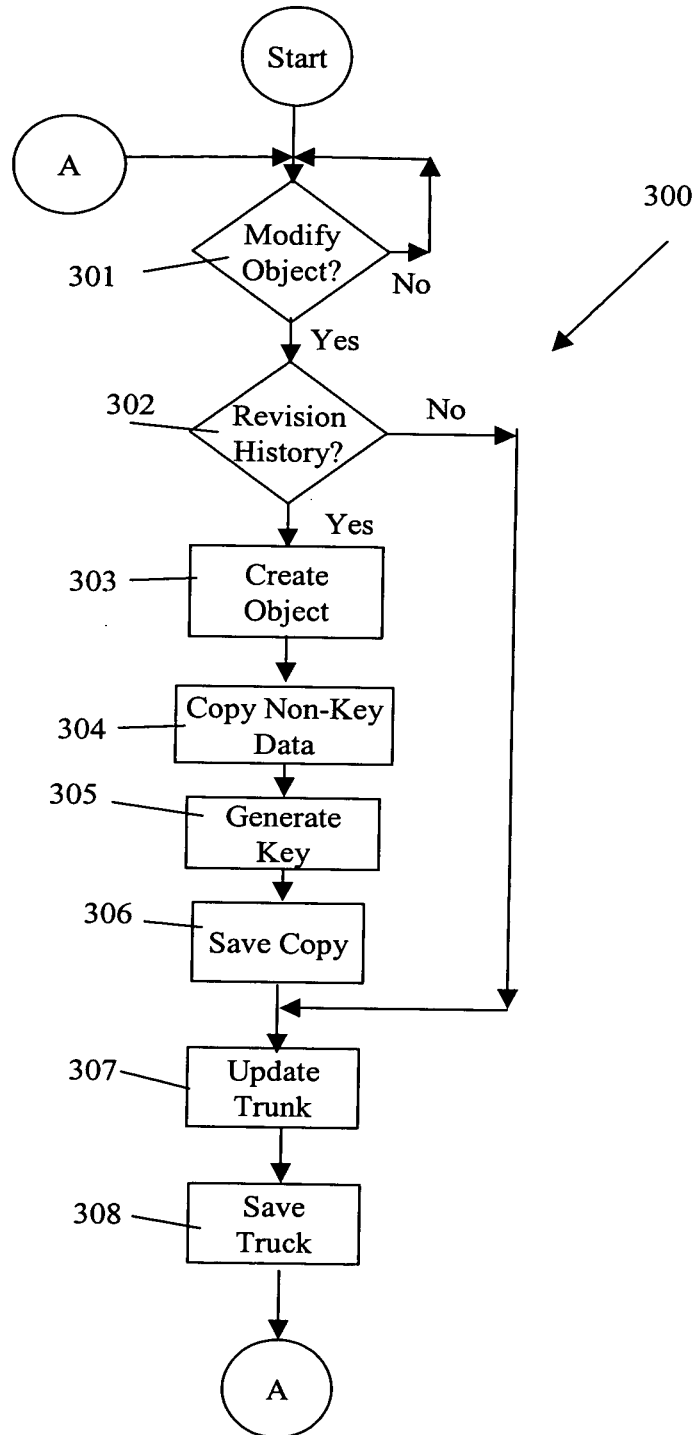 Start
A
300
Modify
Object?
301
No
Yes
302
Revision
History?
No
Yes
303
Create
Object
304
Copy Non-Key
Data
305
Generate
Key
306
Save Copy
307
Update
Trunk
308
Save
Truck
A